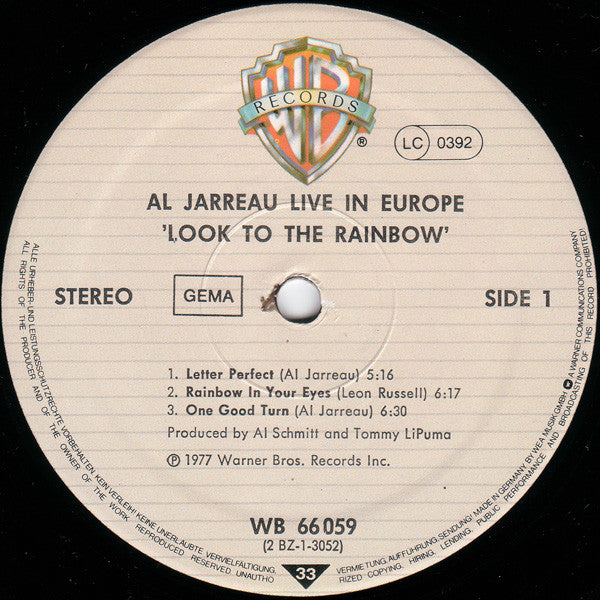 WB
RECORDS
®
LC 0392
AL JARREAU LIVE IN EUROPE
'LOOK TO THE RAINBOW'
STEREO
GEMA
SIDE 1
1. Letter Perfect (Al Jarreau) 5:16
2. Rainbow In Your Eyes (Leon Russell) 6:17
3. One Good Turn (Al Jarreau) 6:30
Produced by Al Schmitt and Tommy LiPuma
Ⓟ 1977 Warner Bros. Records Inc.
WB 66 059
(2 BZ-1-3052)
33
ALLE URHEBER- UND LEISTUNGSSCHUTZRECHTE VORBEHALTEN. KEIN VERLEIH! KEINE UNERLAUBTE VERVIELFÄLTIGUNG, VERMIETUNG, AUFFÜHRUNG, SENDUNG! MADE IN GERMANY BY WEA MUSIK GMBH A WARNER COMMUNICATIONS COMPANY
ALL RIGHTS OF THE PRODUCER AND OF THE OWNER OF THE WORK REPRODUCED RESERVED. UNAUTHORIZED COPYING, HIRING, LENDING, PUBLIC PERFORMANCE AND BROADCASTING OF THIS RECORD PROHIBITED!